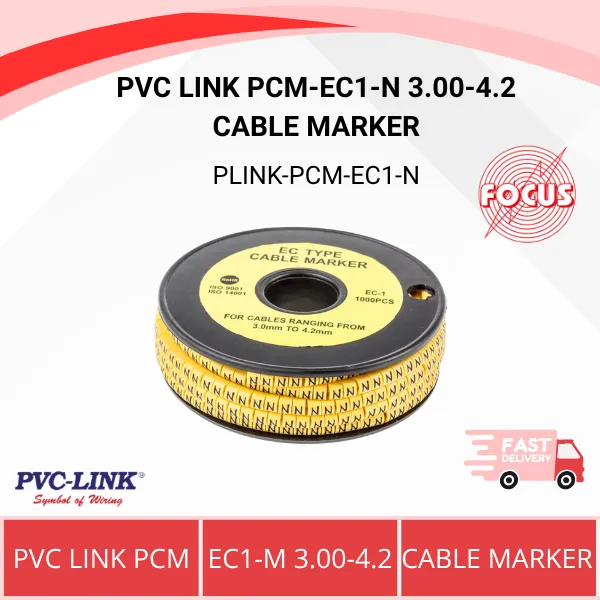 PVC LINK PCM-EC1-N 3.00-4.2
CABLE MARKER
PLINK-PCM-EC1-N
FOCUS
EC TYPE
CABLE MARKER
RoHS
ISO 9001
ISO 14001
EC-1
1000PCS
FOR CABLES RANGING FROM
3.0mm TO 4.2mm
N N N N N N N N N N N N N N N N N N N N
FAST
DELIVERY
PVC-LINK®
Symbol of Wiring
PVC LINK PCM
EC1-M 3.00-4.2
CABLE MARKER